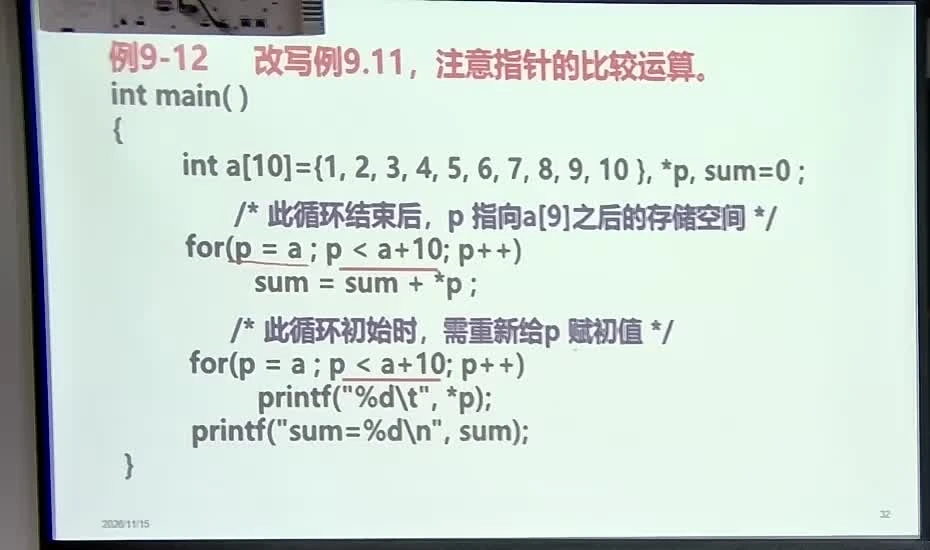 例9-12 改写例9.11，注意指针的比较运算。
int main( )
{
int a[10]={1, 2, 3, 4, 5, 6, 7, 8, 9, 10 }, *p, sum=0 ;
/* 此循环结束后，p 指向a[9]之后的存储空间 */
for(p = a ; p < a+10; p++)
sum = sum + *p ;
/* 此循环初始时，需重新给p 赋初值 */
for(p = a ; p < a+10; p++)
printf("%d\t", *p);
printf("sum=%d\n", sum);
}
2026/11/15
32